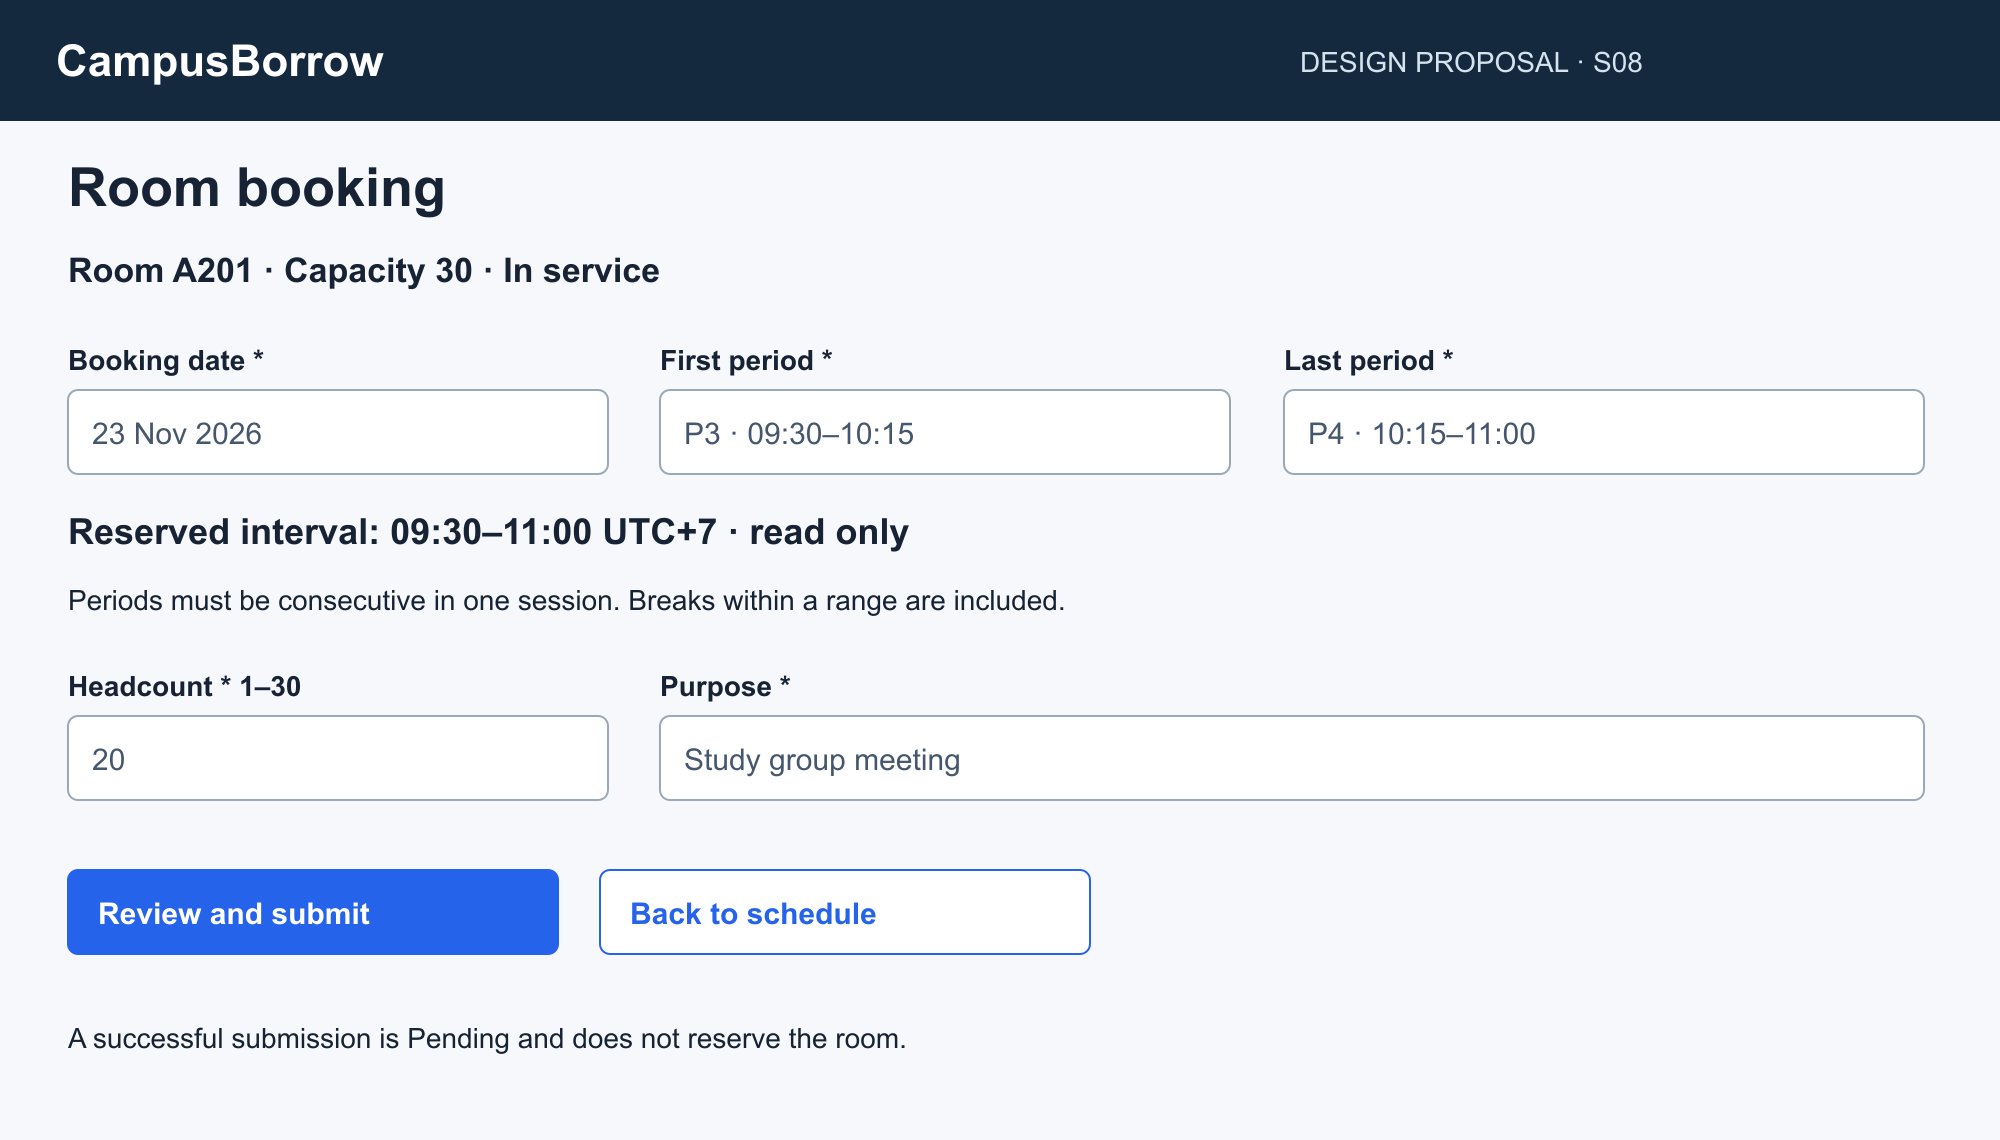 CampusBorrow
DESIGN PROPOSAL · S08
Room booking
Room A201 · Capacity 30 · In service
Booking date *
First period *
Last period *
23 Nov 2026
P3 · 09:30–10:15
P4 · 10:15–11:00
Reserved interval: 09:30–11:00 UTC+7 · read only
Periods must be consecutive in one session. Breaks within a range are included.
Headcount * 1–30
Purpose *
20
Study group meeting
Review and submit
Back to schedule
A successful submission is Pending and does not reserve the room.